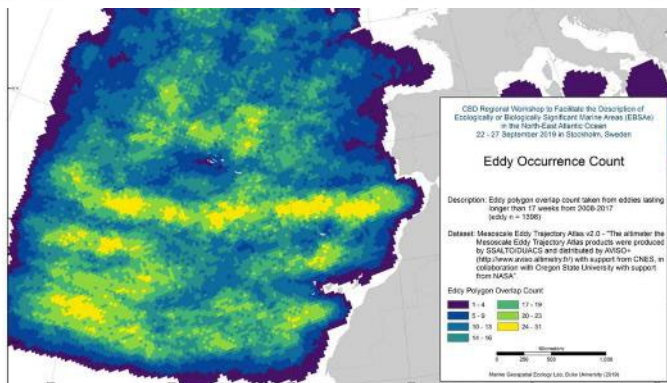 CBD Regional Workshop to Facilitate the Description of
Ecologically or Biologically Significant Marine Areas (EBSAs)
in the North-East Atlantic Ocean
22 - 27 September 2019 in Stockholm, Sweden
Eddy Occurrence Count
Description: Eddy polygon overlap count taken from eddies lasting
longer than 17 weeks from 2008-2017
(eddy n = 1396)
Dataset: Mesoscale Eddy Trajectory Atlas v2.0 - "The altimeter the
Mesoscale Eddy Trajectory Atlas products were produced
by SSALTO/DUACS and distributed by AVISO+
(http://www.aviso.altimetry.fr/) with support from CNES, in
collaboration with Oregon State University with support
from NASA"
Eddy Polygon Overlap Count
1 - 4
17 - 19
5 - 9
20 - 23
10 - 13
24 - 31
14 - 16
Kilometers
0 250 500 1,000
Marine Geospatial Ecology Lab, Duke University (2019)